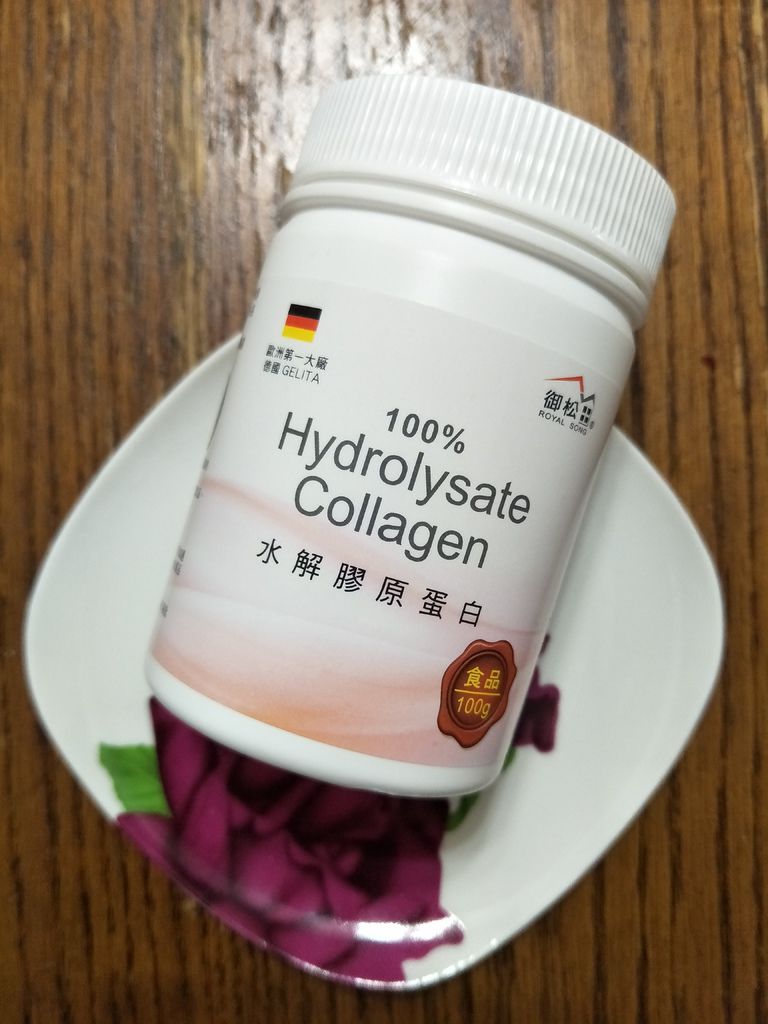 歐洲第一大廠
德國 GELITA
御松田®
ROYAL SONG
100%
Hydrolysate
Collagen
水解膠原蛋白
食品
100g